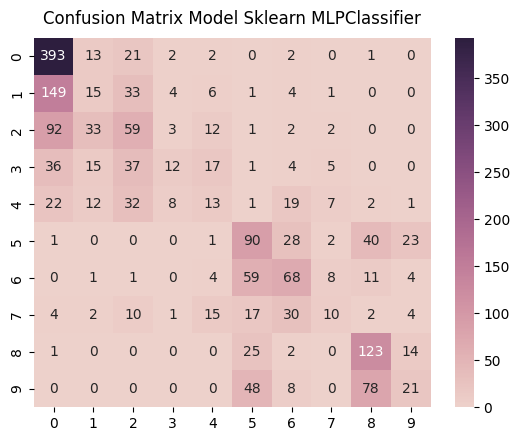 Confusion Matrix Model Sklearn MLPClassifier
0 393 13 21 2 2 0 2 0 1 0
1 149 15 33 4 6 1 4 1 0 0
2 92 33 59 3 12 1 2 2 0 0
3 36 15 37 12 17 1 4 5 0 0
4 22 12 32 8 13 1 19 7 2 1
5 1 0 0 0 1 90 28 2 40 23
6 0 1 1 0 4 59 68 8 11 4
7 4 2 10 1 15 17 30 10 2 4
8 1 0 0 0 0 25 2 0 123 14
9 0 0 0 0 0 48 8 0 78 21
0 1 2 3 4 5 6 7 8 9
350
300
250
200
150
100
50
0